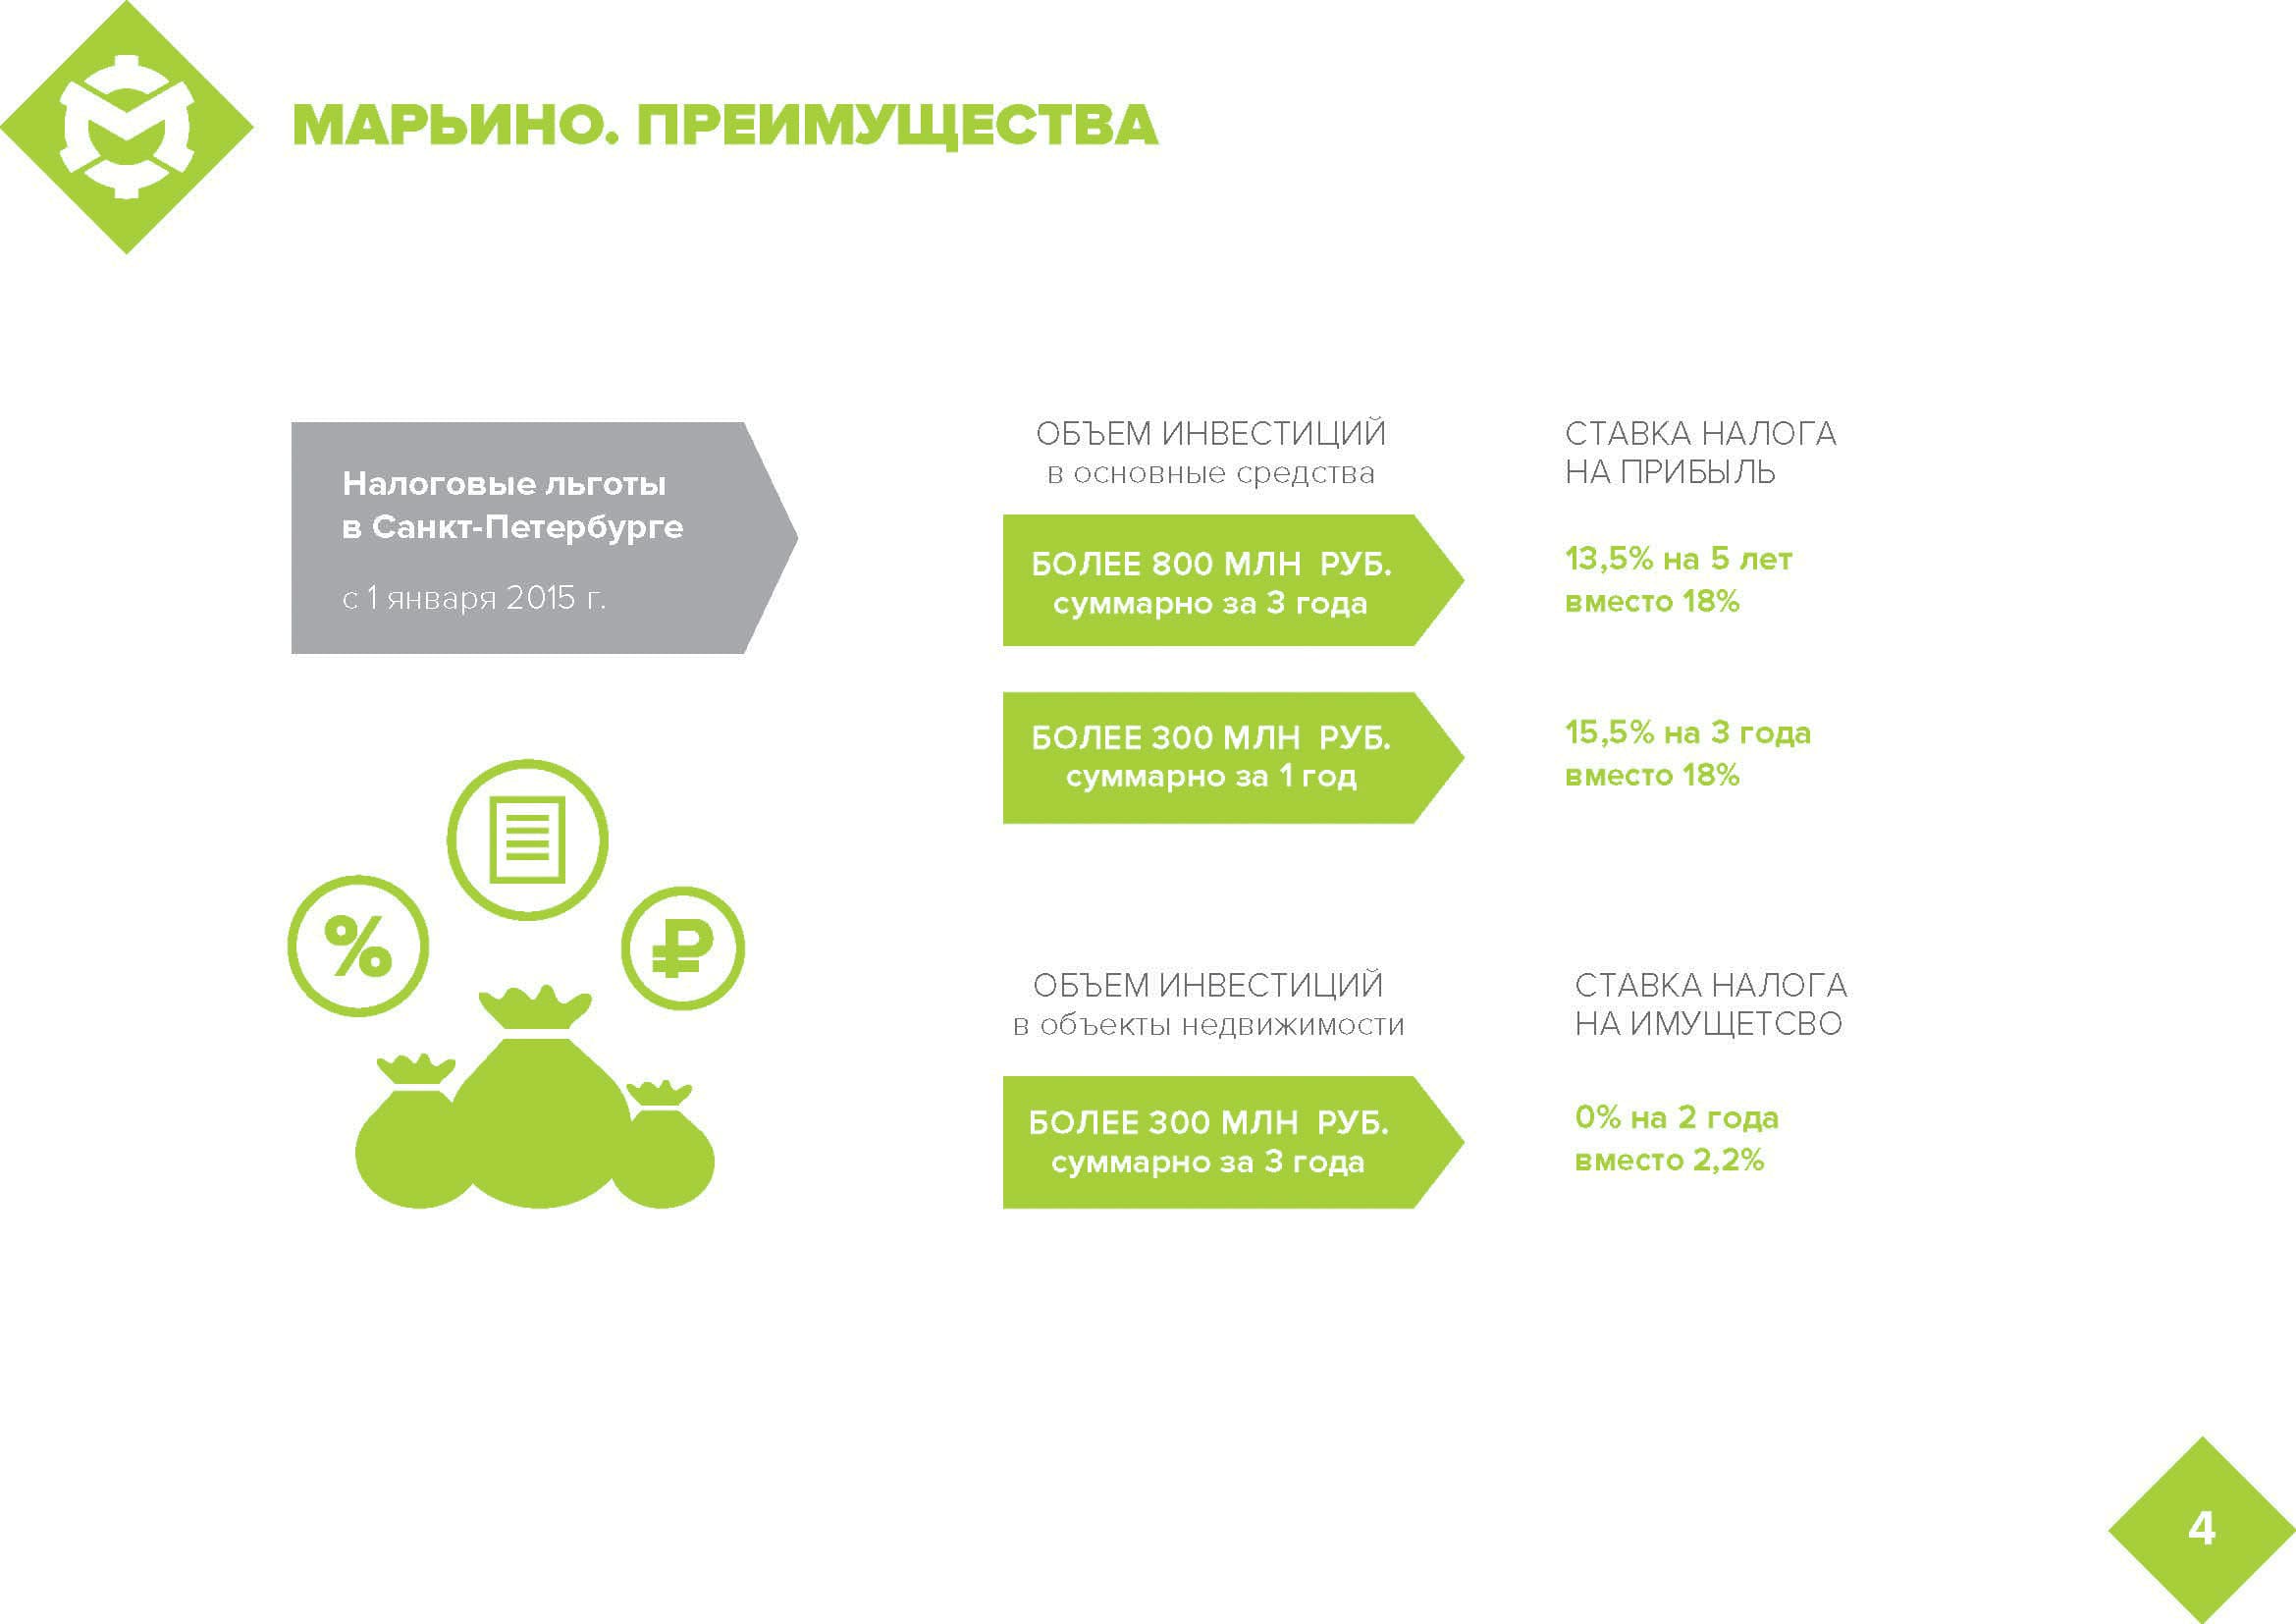 МАРЬИНО. ПРЕИМУЩЕСТВА
Налоговые льготы
в Санкт-Петербурге
с 1 января 2015 г.
ОБЪЕМ ИНВЕСТИЦИЙ
в основные средства
СТАВКА НАЛОГА
НА ПРИБЫЛЬ
БОЛЕЕ 800 МЛН РУБ.
суммарно за 3 года
13,5% на 5 лет
вместо 18%
БОЛЕЕ 300 МЛН РУБ.
суммарно за 1 год
15,5% на 3 года
вместо 18%
%
₽
ОБЪЕМ ИНВЕСТИЦИЙ
в объекты недвижимости
СТАВКА НАЛОГА
НА ИМУЩЕТСВО
БОЛЕЕ 300 МЛН РУБ.
суммарно за 3 года
0% на 2 года
вместо 2,2%
4